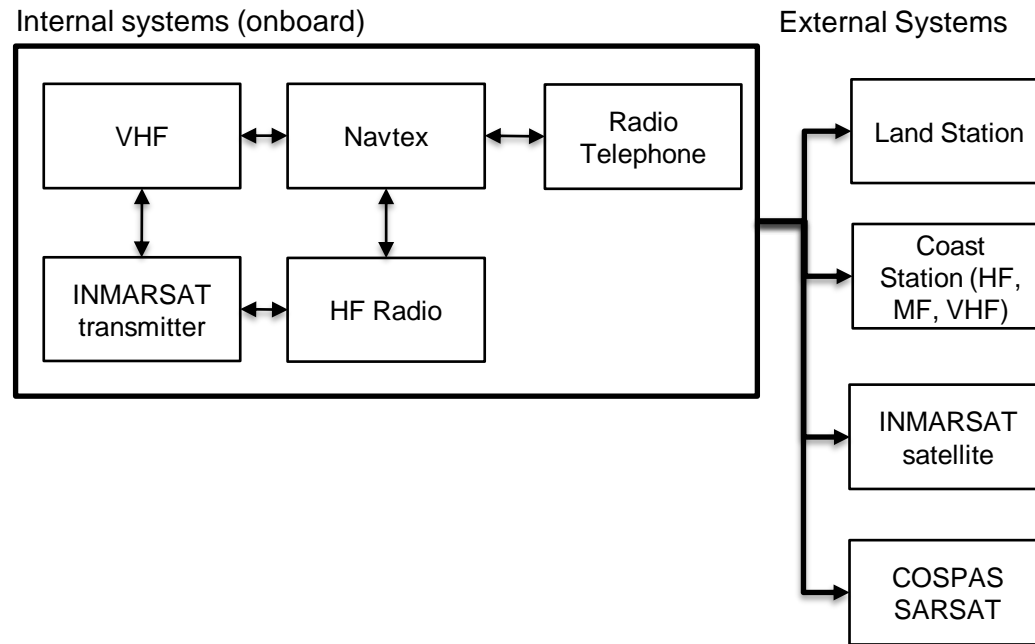 Internal systems (onboard)
External Systems
VHF
Navtex
Radio
Telephone
Land Station
INMARSAT
transmitter
HF Radio
Coast
Station (HF,
MF, VHF)
INMARSAT
satellite
COSPAS
SARSAT